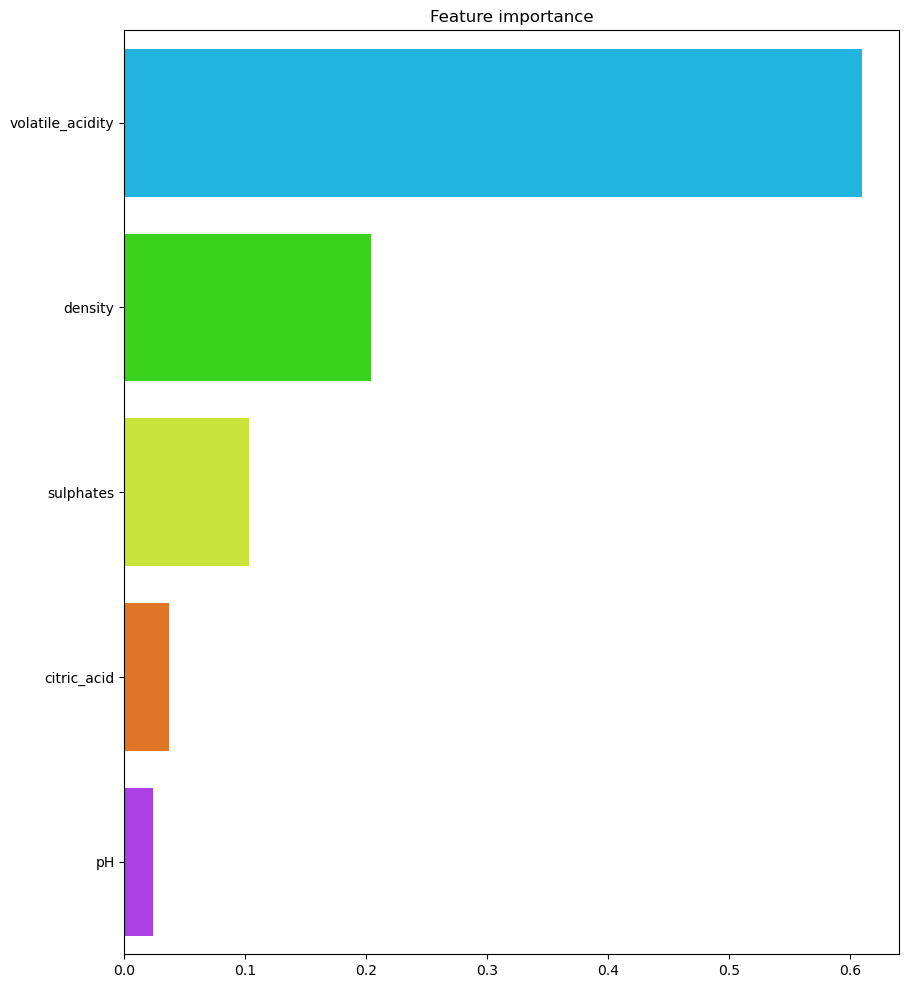 Feature importance
volatile_acidity
density
sulphates
citric_acid
pH
0.0 0.1 0.2 0.3 0.4 0.5 0.6